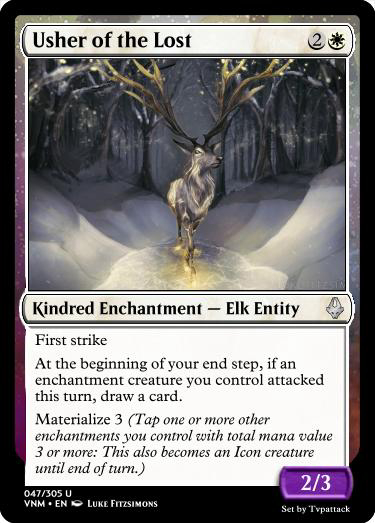 Usher of the Lost 2
Kindred Enchantment — Elk Entity
First strike
At the beginning of your end step, if an
enchantment creature you control attacked
this turn, draw a card.
Materialize 3 (Tap one or more other
enchantments you control with total mana value
3 or more: This also becomes an Icon creature
until end of turn.)
2/3
047/305 U
VNM • EN Luke Fitzsimons
Set by Tvpattack